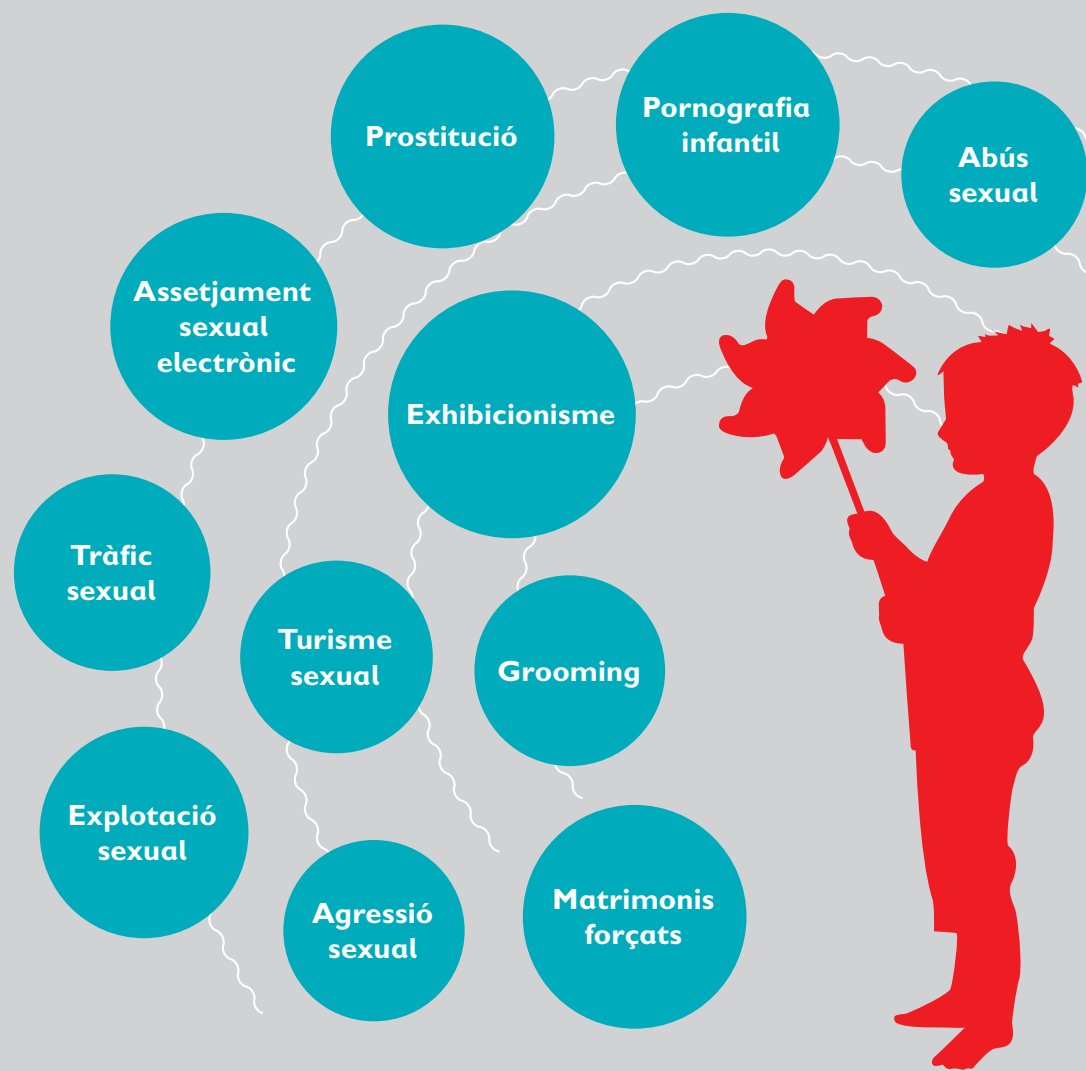 Prostitució
Pornografia
infantil
Abús
sexual
Assetjament
sexual
electrònic
Exhibicionisme
Tràfic
sexual
Turisme
sexual
Grooming
Explotació
sexual
Agressió
sexual
Matrimonis
forçats